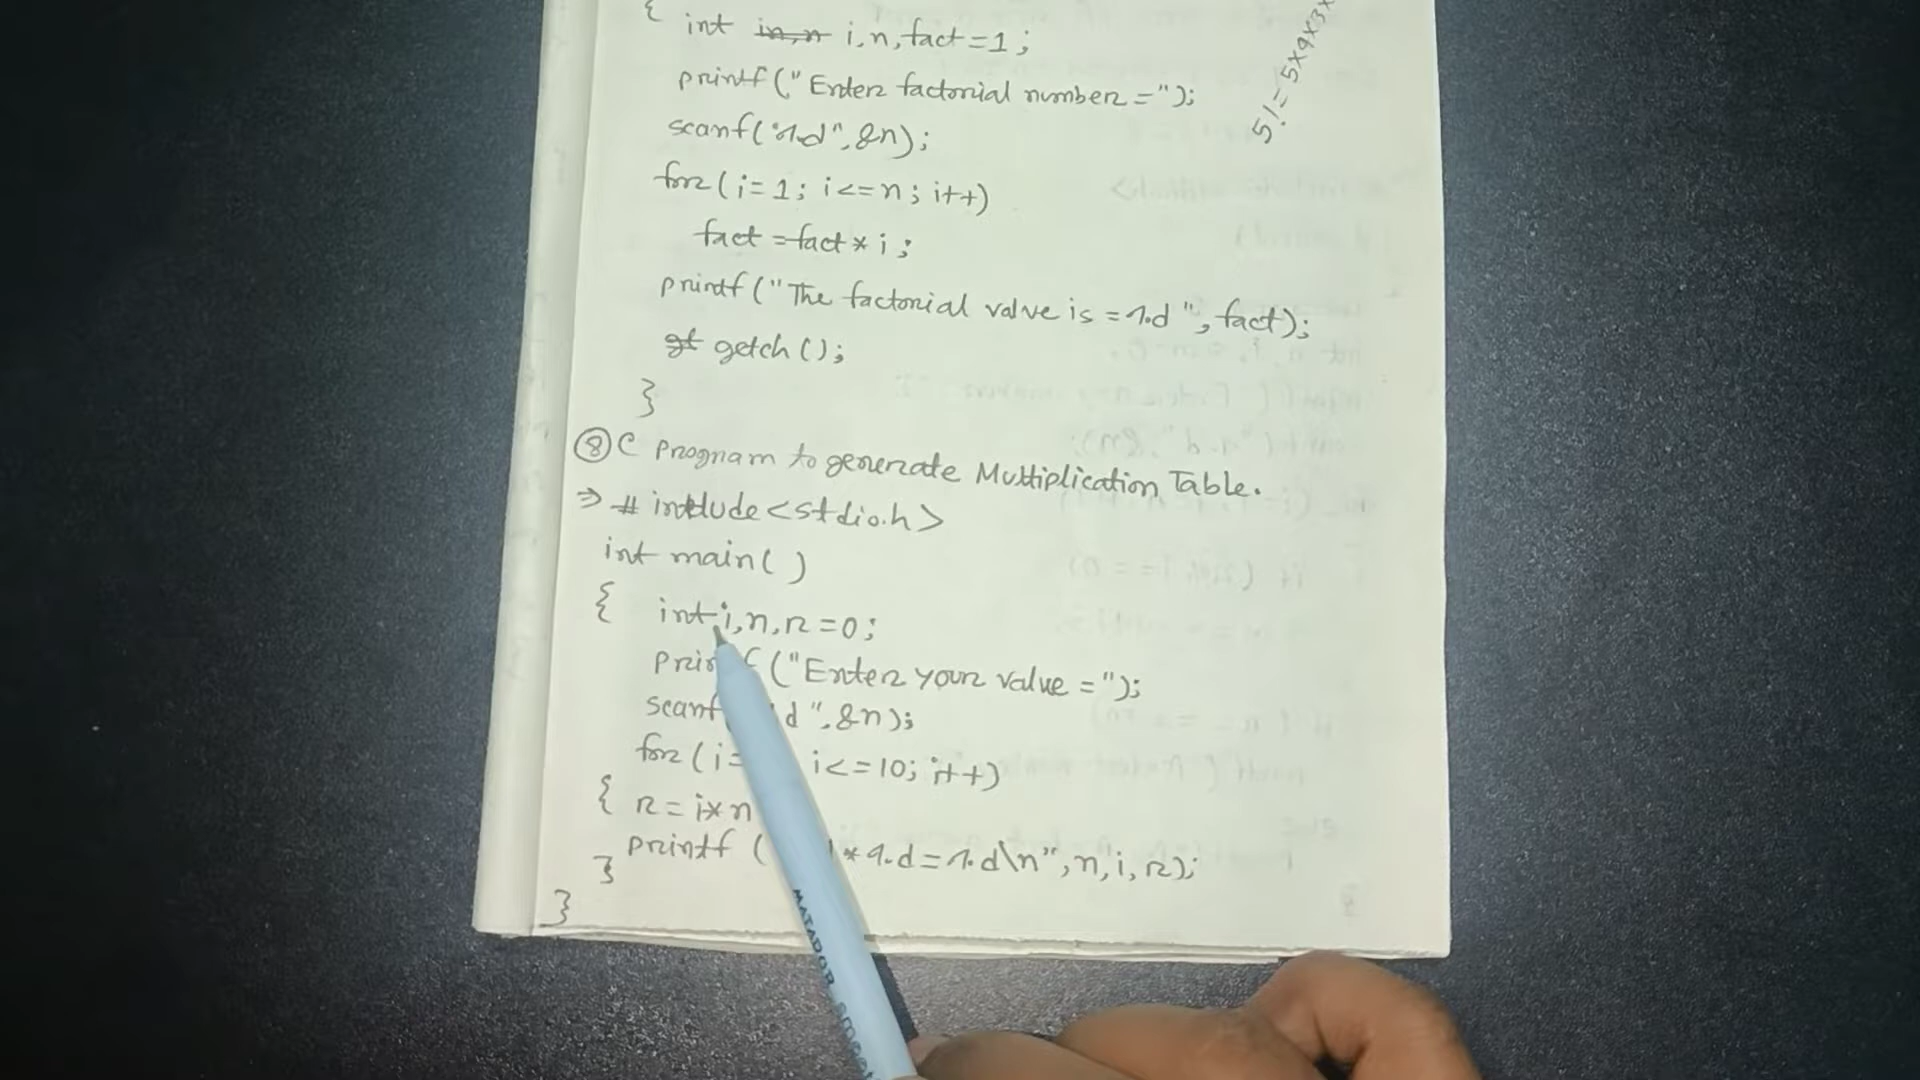 { int i,n,fact=1;
printf("Enter factorial number=");
scanf("%d",&n);
for(i=1; i<=n; i++)
fact=fact*i;
printf("The factorial value is =%d", fact);
getch();
}
5!=5x4x3x
⑧ C program to generate Multiplication Table.
⇒ #include<stdio.h>
int main( )
{ int i,n,r=0;
("Enter your value=");
scanf d",&n);
for(i= i<=10; i++)
{ r=i*n
printf ( *%d=%d\n",n,i,r);
}
}
MATADOR